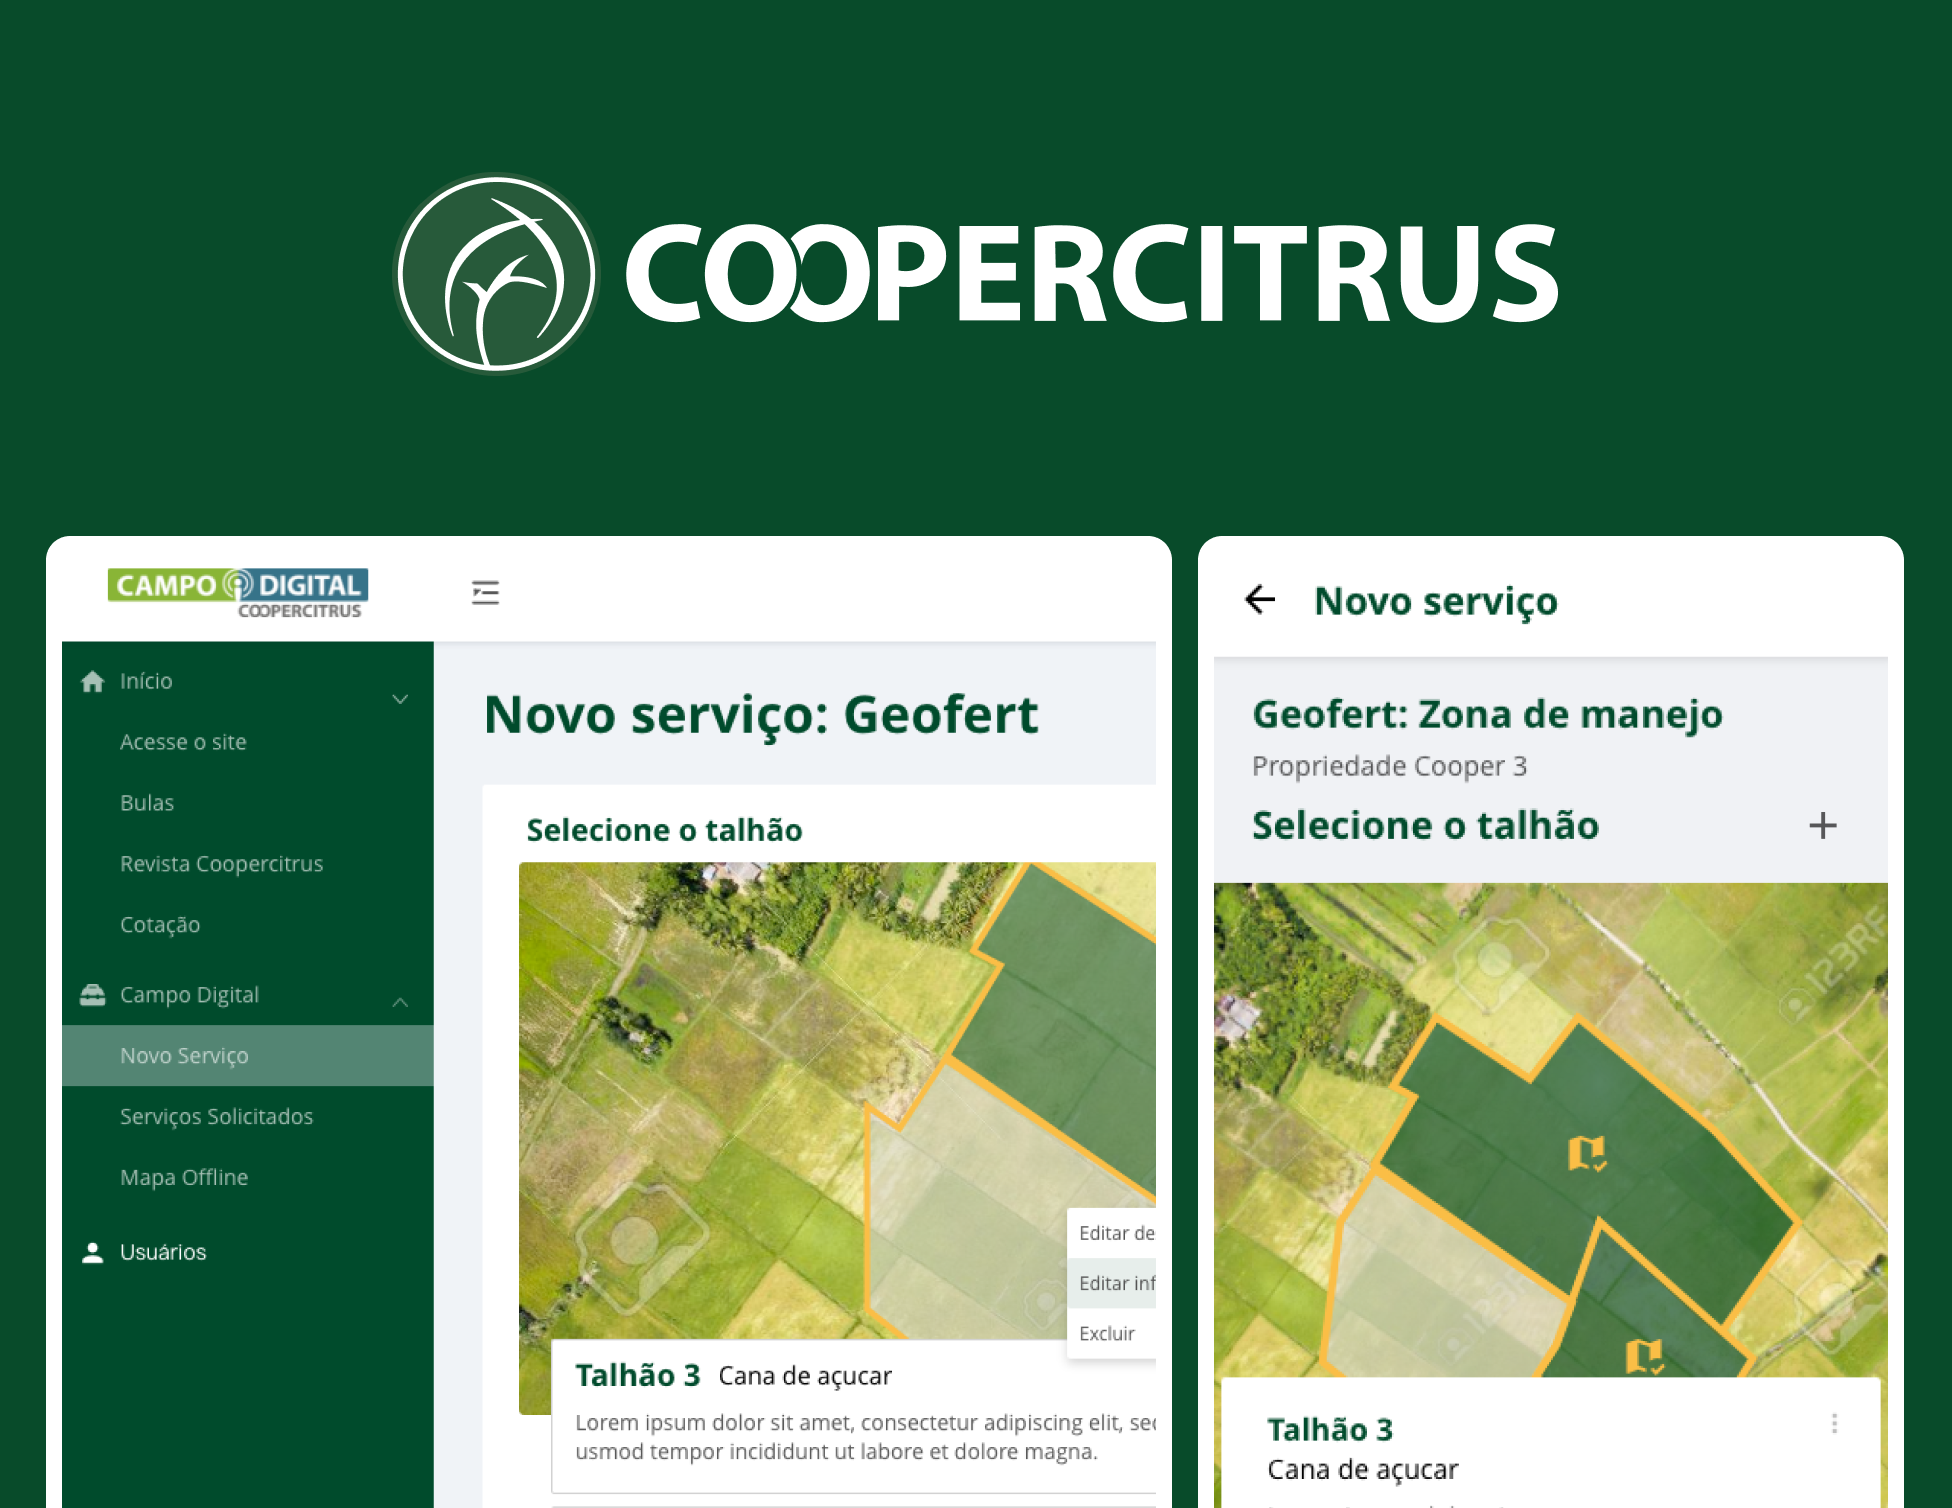 COOPERCITRUS
CAMPO DIGITAL
COOPERCITRUS
Início
Acesse o site
Bulas
Revista Coopercitrus
Cotação
Campo Digital
Novo Serviço
Serviços Solicitados
Mapa Offline
Usuários
Novo serviço: Geofert
Selecione o talhão
Editar de
Editar inf
Excluir
Talhão 3 Cana de açucar
Lorem ipsum dolor sit amet, consectetur adipiscing elit, sed
usmod tempor incididunt ut labore et dolore magna.
Novo serviço
Geofert: Zona de manejo
Propriedade Cooper 3
Selecione o talhão
123RF
123RF
Talhão 3
Cana de açucar